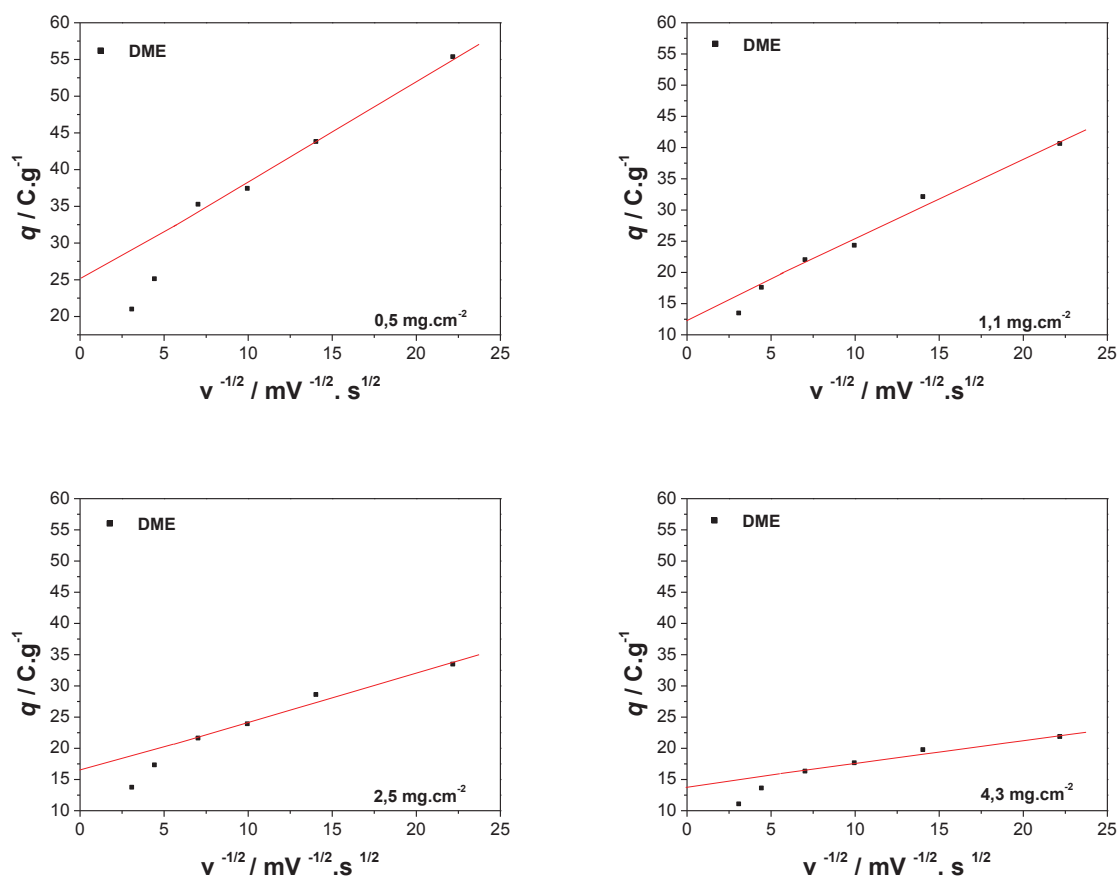 60
55
50
45
40
35
30
25
20
q / C.g⁻¹
DME
0,5 mg.cm⁻²
0 5 10 15 20 25
v ⁻¹/² / mV ⁻¹/². s¹/²
60
55
50
45
40
35
30
25
20
15
10
q / C.g⁻¹
DME
1,1 mg.cm⁻²
0 5 10 15 20 25
v ⁻¹/² / mV ⁻¹/².s¹/²
60
55
50
45
40
35
30
25
20
15
10
q / C.g⁻¹
DME
2,5 mg.cm⁻²
0 5 10 15 20 25
v ⁻¹/² / mV ⁻¹/².s ¹/²
60
55
50
45
40
35
30
25
20
15
10
q / C.g⁻¹
DME
4,3 mg.cm⁻²
0 5 10 15 20 25
v ⁻¹/² / mV ⁻¹/².s ¹/²